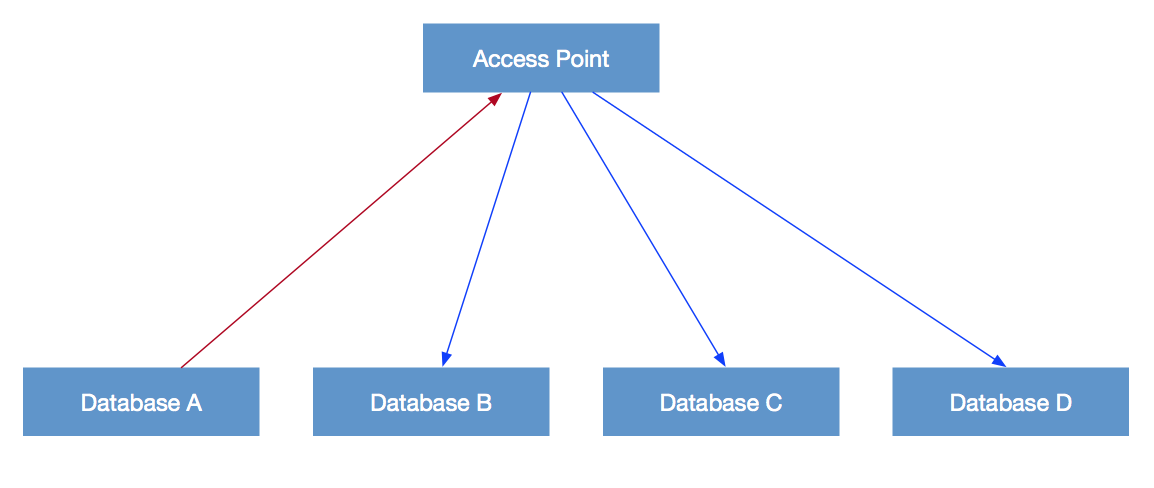 Access Point
Database A
Database B
Database C
Database D